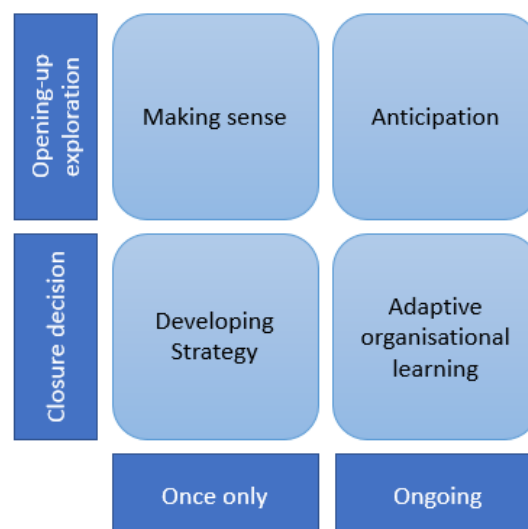 Opening-up
exploration
Making sense
Anticipation
Closure decision
Developing
Strategy
Adaptive
organisational
learning
Once only
Ongoing